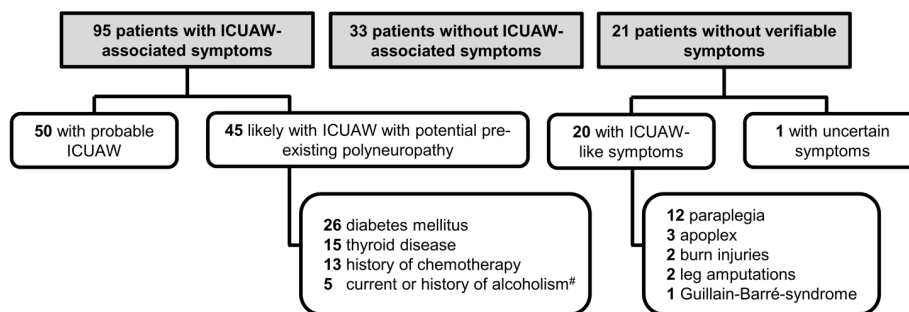 95 patients with ICUAW-
associated symptoms
33 patients without ICUAW-
associated symptoms
21 patients without verifiable
symptoms
50 with probable
ICUAW
45 likely with ICUAW with potential pre-
existing polyneuropathy
20 with ICUAW-
like symptoms
1 with uncertain
symptoms
26 diabetes mellitus
15 thyroid disease
13 history of chemotherapy
5 current or history of alcoholism#
12 paraplegia
3 apoplex
2 burn injuries
2 leg amputations
1 Guillain-Barré-syndrome